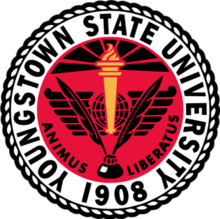 YOUNGSTOWN STATE UNIVERSITY
1908
ANIMUS LIBERATUS